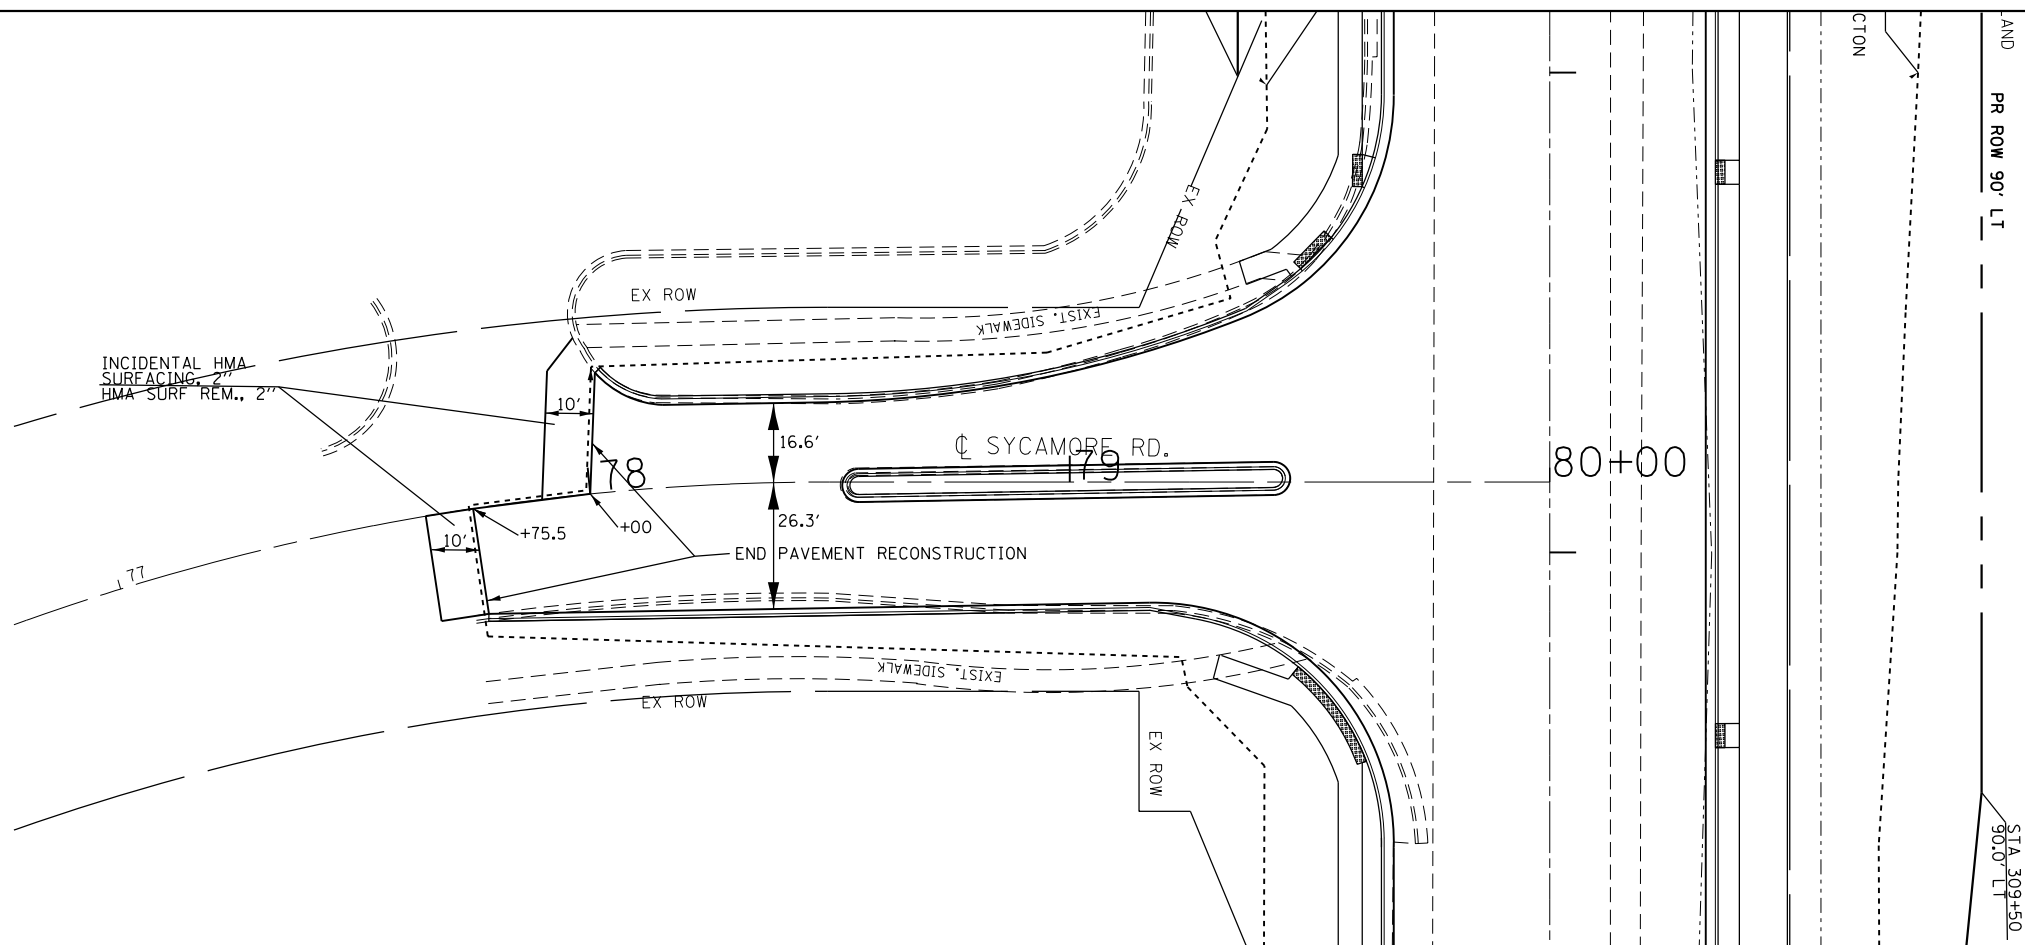 CTON
AND
PR ROW 90' LT
EX ROW
EX ROW
EXIST. SIDEWALK
INCIDENTAL HMA
SURFACING, 2"
HMA SURF REM., 2"
10'
16.6'
℄ SYCAMORE RD.
78
79
80+00
26.3'
+00
+75.5
10'
END PAVEMENT RECONSTRUCTION
77
EXIST. SIDEWALK
EX ROW
EX ROW
STA 309+50
90.0' LT